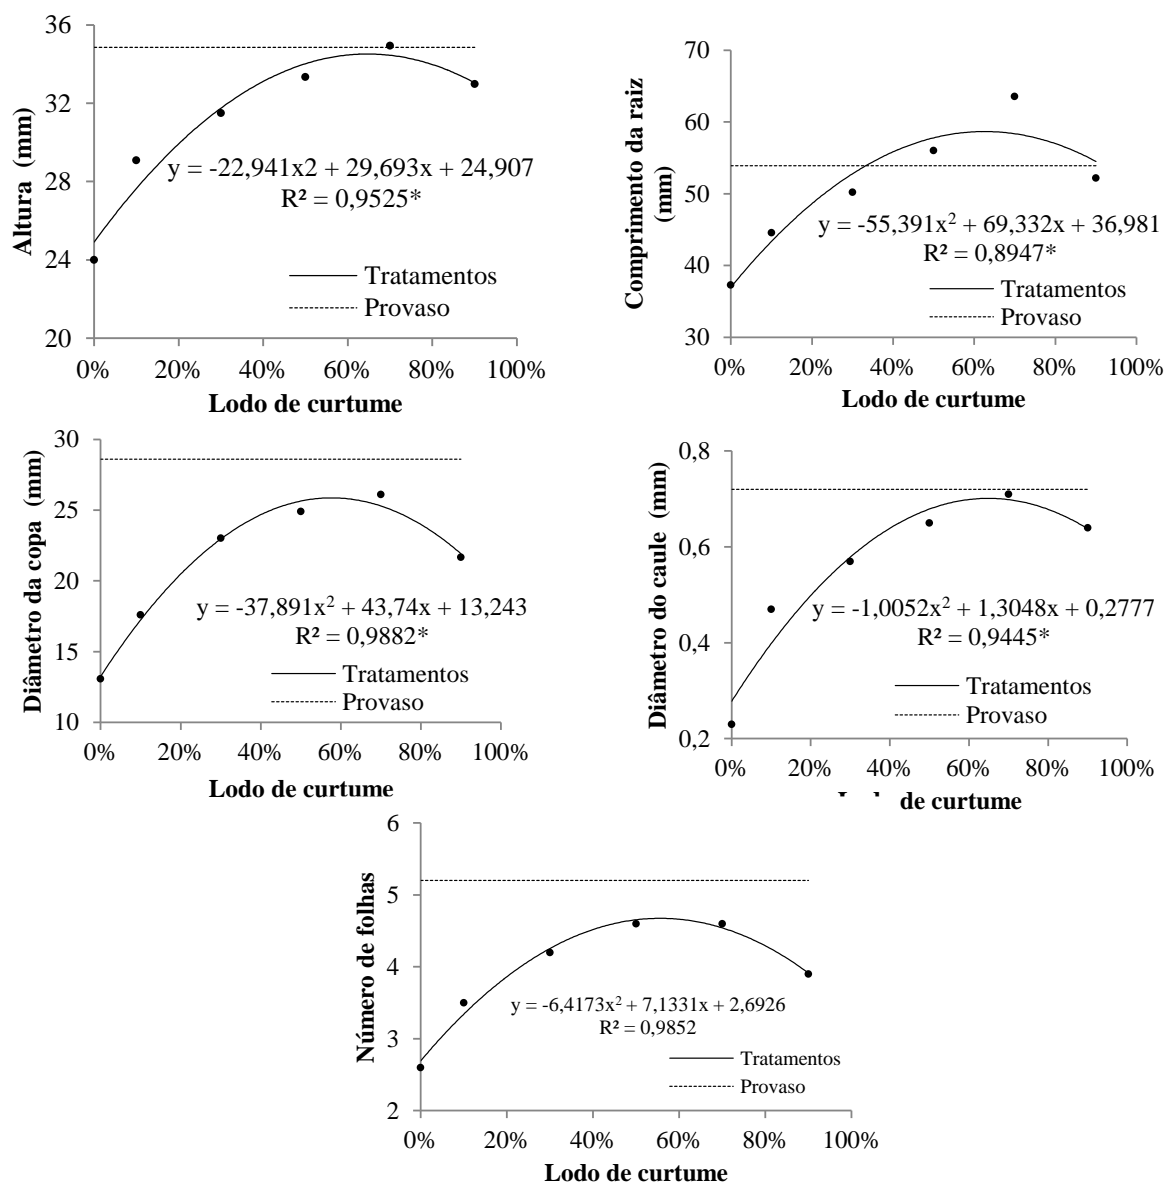 36
32
28
24
20
Altura (mm)
y = -22,941x2 + 29,693x + 24,907
R² = 0,9525*
Tratamentos
Provaso
0% 20% 40% 60% 80% 100%
Lodo de curtume
70
60
50
40
30
Comprimento da raiz
(mm)
y = -55,391x² + 69,332x + 36,981
R² = 0,8947*
Tratamentos
Provaso
0% 20% 40% 60% 80% 100%
Lodo de curtume
30
25
20
15
10
Diâmetro da copa (mm)
y = -37,891x² + 43,74x + 13,243
R² = 0,9882*
Tratamentos
Provaso
0% 20% 40% 60% 80% 100%
Lodo de curtume
0,8
0,6
0,4
0,2
Diâmetro do caule (mm)
y = -1,0052x² + 1,3048x + 0,2777
R² = 0,9445*
Tratamentos
Provaso
0% 20% 40% 60% 80% 100%
de curtume
6
5
4
3
2
Número de folhas
y = -6,4173x² + 7,1331x + 2,6926
R² = 0,9852
Tratamentos
Provaso
0% 20% 40% 60% 80% 100%
Lodo de curtume